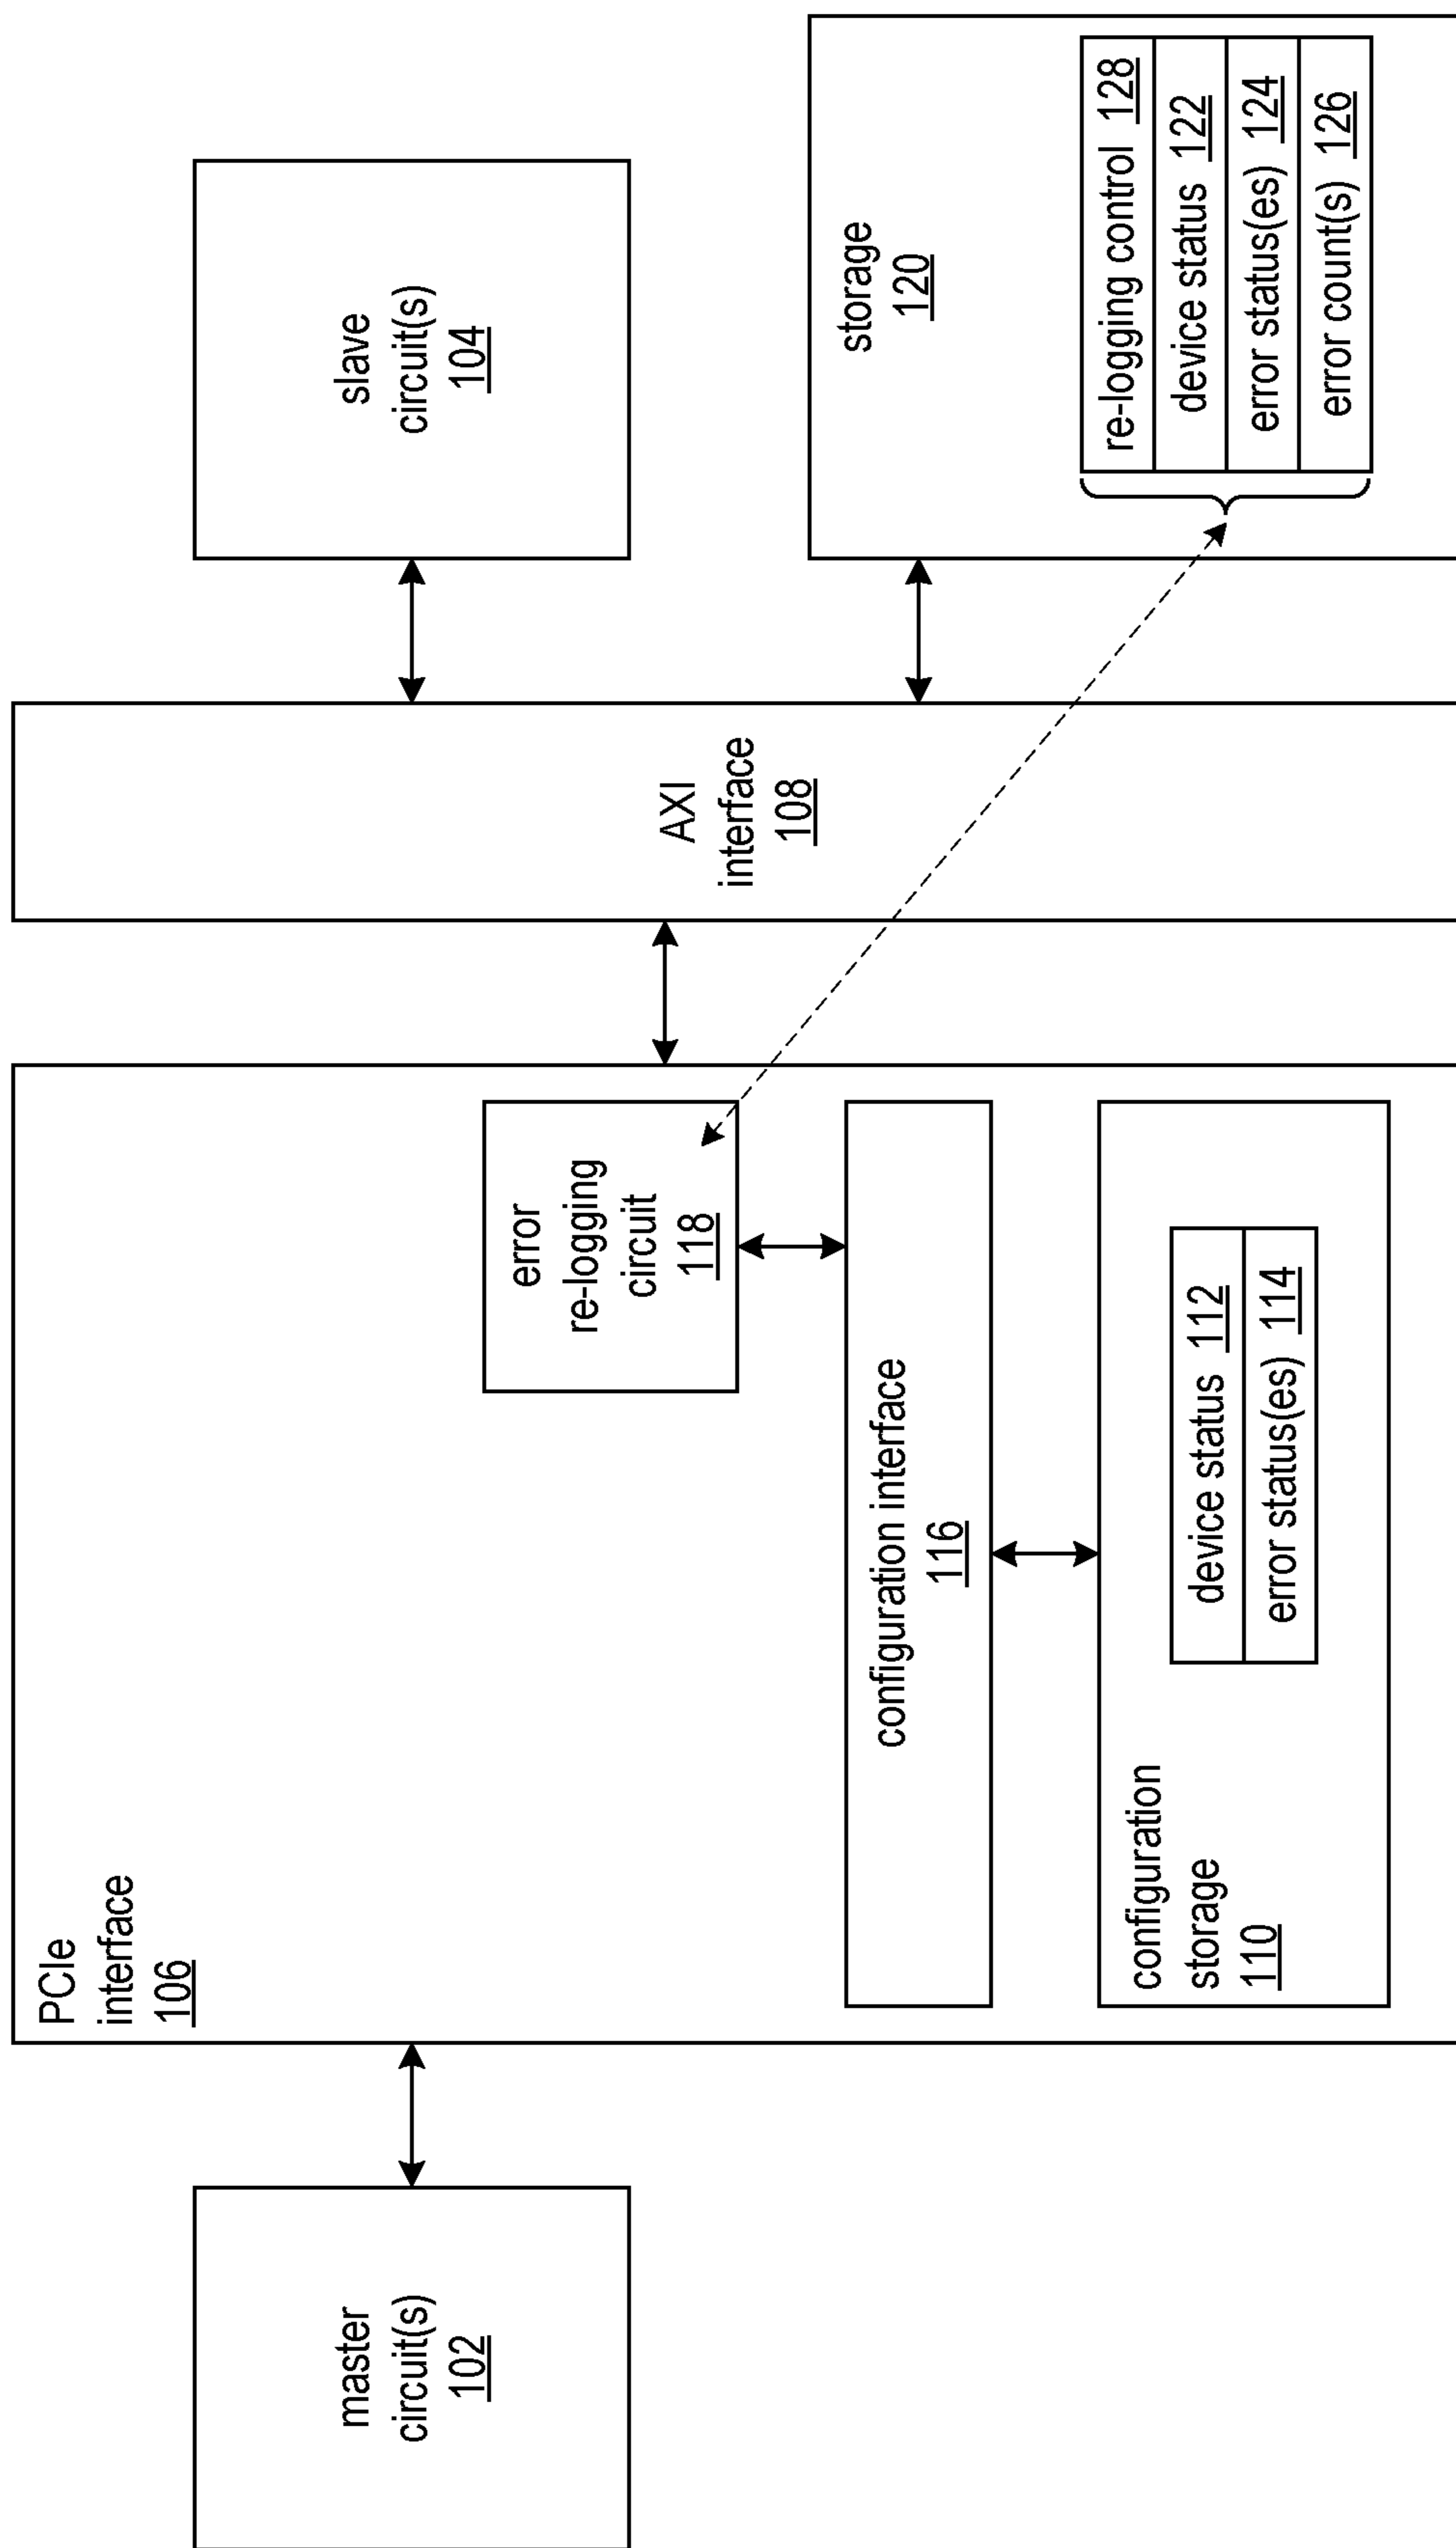 master
circuit(s)
102
PCIe
interface
106
error
re-logging
circuit
118
configuration interface
116
configuration
storage
110
device status 112
error status(es) 114
AXI
interface
108
slave
circuit(s)
104
storage
120
re-logging control 128
device status 122
error status(es) 124
error count(s) 126